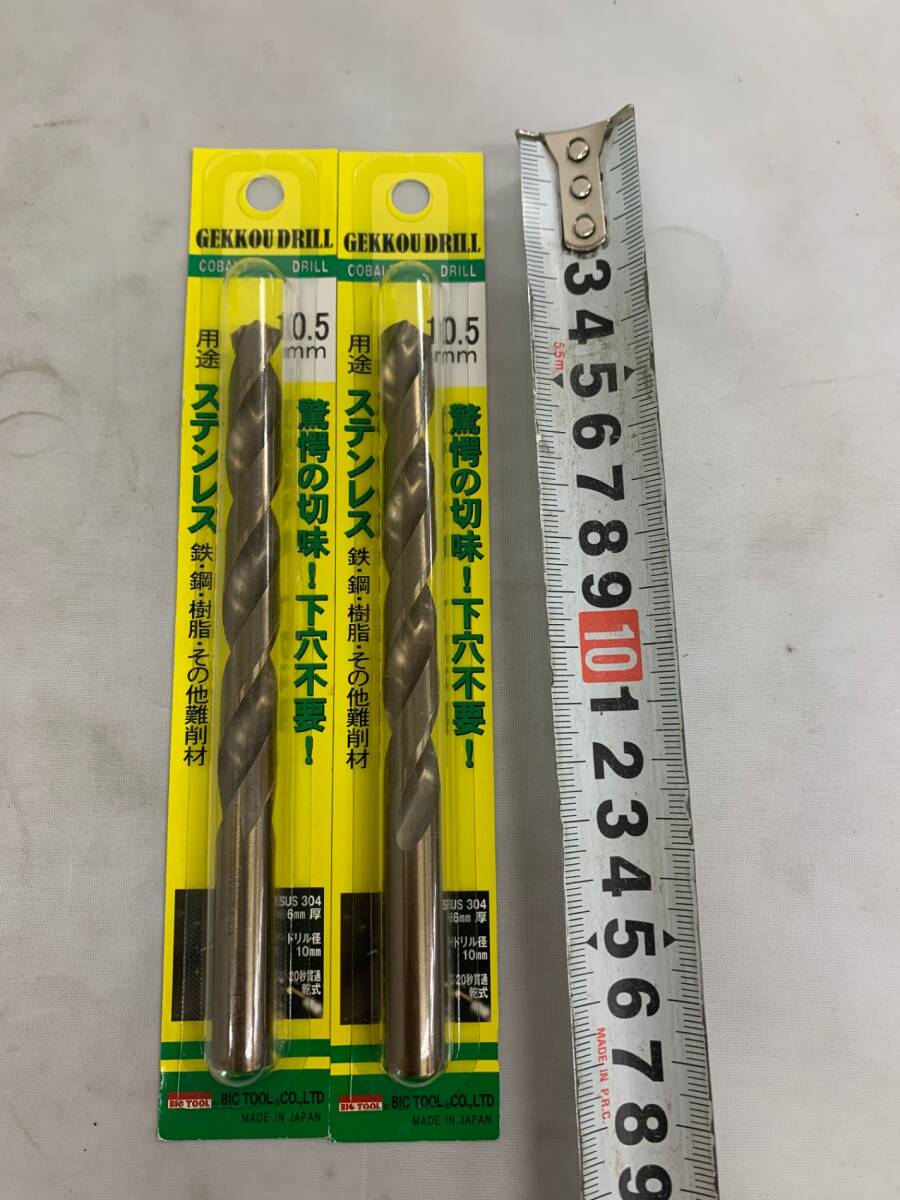 GEKKOU DRILL
COBAL DRILL
10.5
mm
用途
ステンレス
鉄・鋼・樹脂・その他難削材
驚愕の切味！下穴不要！
SUS 304
6mm 厚
ドリル径
10mm
20秒貫通
乾式
BIC TOOL
BIC TOOL CO.,LTD
MADE IN JAPAN
GEKKOU DRILL
COBAL DRILL
10.5
mm
用途
ステンレス
鉄・鋼・樹脂・その他難削材
驚愕の切味！下穴不要！
SUS 304
6mm 厚
ドリル径
10mm
20秒貫通
乾式
BIC TOOL
BIC TOOL CO.,LTD
MADE IN JAPAN
3
4
5.5m
5
6
7
8
9
10
1
2
3
4
5
6
MADE IN P.R.C.
7
8
9